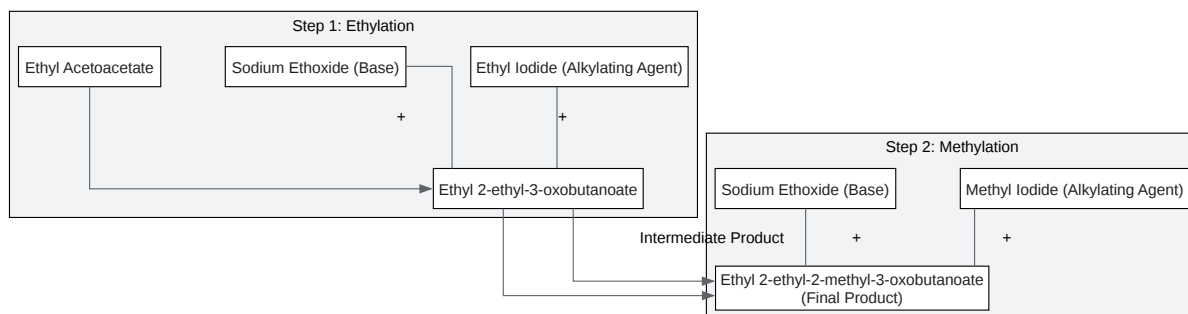 Step 1: Ethylation
Ethyl Acetoacetate
Sodium Ethoxide (Base)
Ethyl Iodide (Alkylating Agent)
+
+
Ethyl 2-ethyl-3-oxobutanoate
Step 2: Methylation
Sodium Ethoxide (Base)
Methyl Iodide (Alkylating Agent)
Intermediate Product
+
+
Ethyl 2-ethyl-2-methyl-3-oxobutanoate
(Final Product)